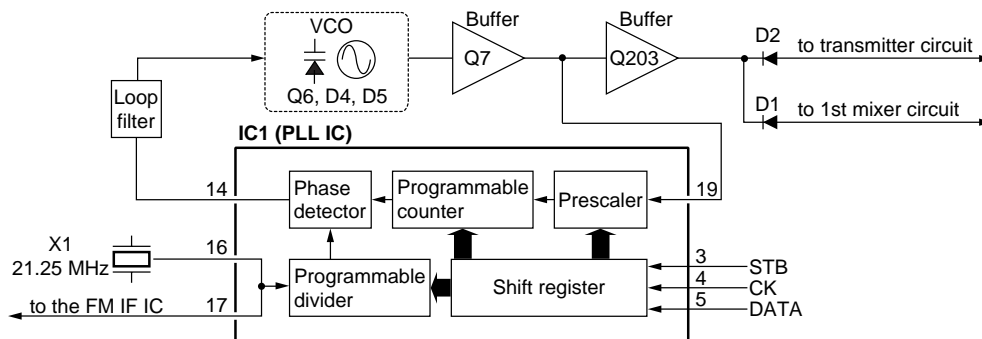 Buffer
Buffer
VCO
D2
to transmitter circuit
Q7
Q203
Loop
filter
Q6, D4, D5
D1
to 1st mixer circuit
IC1 (PLL IC)
14
Phase
detector
Programmable
counter
Prescaler
19
X1
21.25 MHz
16
3
STB
Programmable
divider
Shift register
4
CK
to the FM IF IC
17
5
DATA